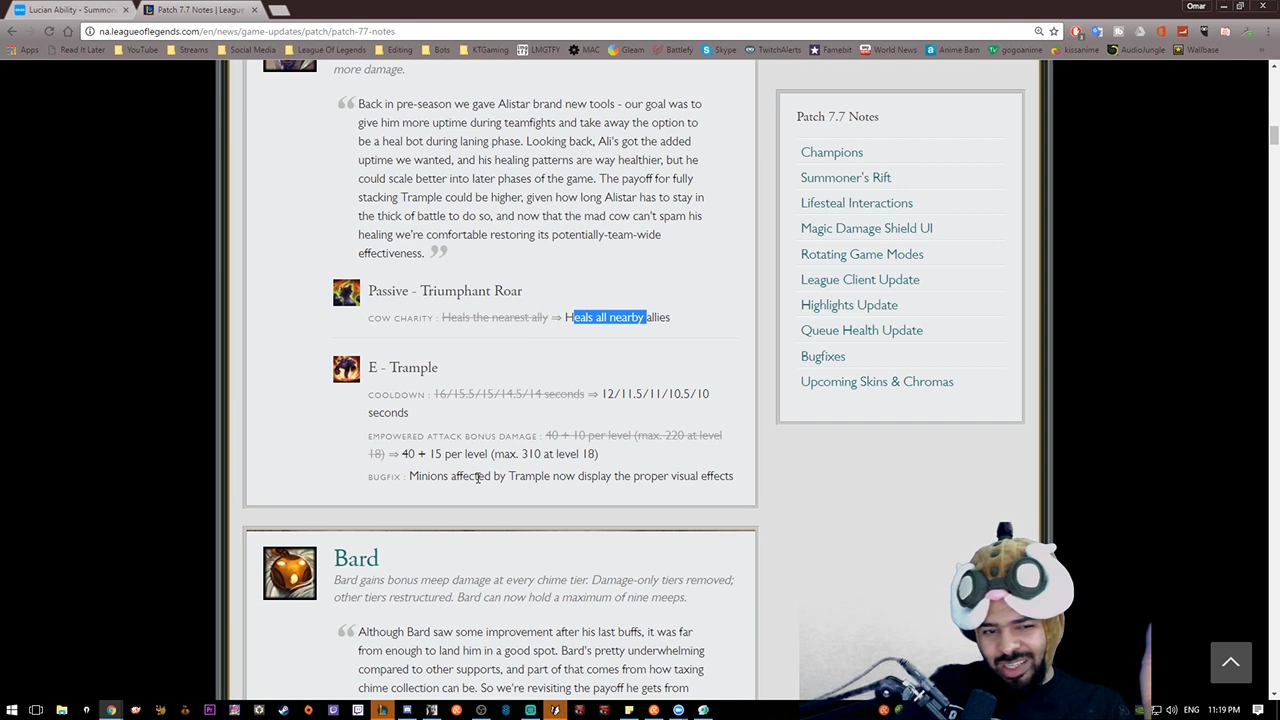 Lucian Ability - Summon
Patch 7.7 Notes | League
Omar
na.leagueoflegends.com/en/news/game-updates/patch/patch-77-notes
Apps Read It Later YouTube Streams Social Media League Of Legends Editing Bots KTGaming LMGTFY MAC Gleam Battlefy Skype TwitchAlerts Famebit World News Anime Bam gogoanime kissanime AudioJungle Wallbase
more damage.
Back in pre-season we gave Alistar brand new tools - our goal was to
give him more uptime during teamfights and take away the option to
be a heal bot during laning phase. Looking back, Ali's got the added
uptime we wanted, and his healing patterns are way healthier, but he
could scale better into later phases of the game. The payoff for fully
stacking Trample could be higher, given how long Alistar has to stay in
the thick of battle to do so, and now that the mad cow can't spam his
healing we're comfortable restoring its potentially-team-wide
effectiveness.
Passive - Triumphant Roar
COW CHARITY : Heals the nearest ally ⇒ Heals all nearby allies
E - Trample
COOLDOWN : 16/15.5/15/14.5/14 seconds ⇒ 12/11.5/11/10.5/10
seconds
EMPOWERED ATTACK BONUS DAMAGE : 40 + 10 per level (max. 220 at level
18) ⇒ 40 + 15 per level (max. 310 at level 18)
BUGFIX : Minions affected by Trample now display the proper visual effects
Bard
Bard gains bonus meep damage at every chime tier. Damage-only tiers removed;
other tiers restructured. Bard can now hold a maximum of nine meeps.
Although Bard saw some improvement after his last buffs, it was far
from enough to land him in a good spot. Bard's pretty underwhelming
compared to other supports, and part of that comes from how taxing
chime collection can be. So we're revisiting the payoff he gets from
Patch 7.7 Notes
Champions
Summoner's Rift
Lifesteal Interactions
Magic Damage Shield UI
Rotating Game Modes
League Client Update
Highlights Update
Queue Health Update
Bugfixes
Upcoming Skins & Chromas
ENG 11:19 PM